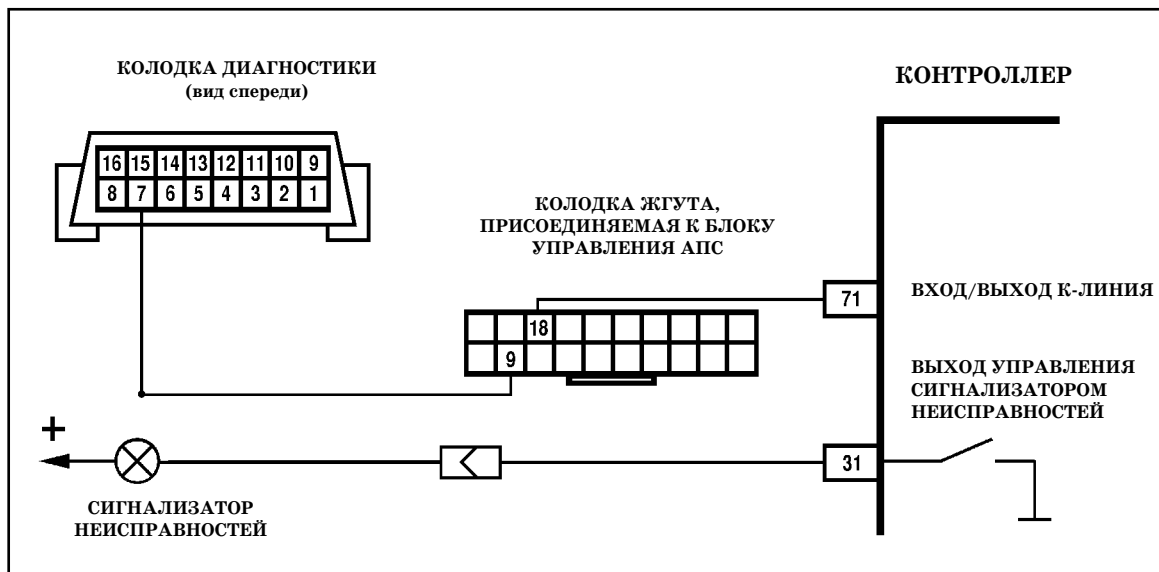 КОЛОДКА ДИАГНОСТИКИ
(вид спереди)
КОНТРОЛЛЕР
16 15 14 13 12 11 10 9
8 7 6 5 4 3 2 1
КОЛОДКА ЖГУТА,
ПРИСОЕДИНЯЕМАЯ К БЛОКУ
УПРАВЛЕНИЯ АПС
18
9
71
ВХОД/ВЫХОД К-ЛИНИЯ
ВЫХОД УПРАВЛЕНИЯ
СИГНАЛИЗАТОРОМ
НЕИСПРАВНОСТЕЙ
+
31
СИГНАЛИЗАТОР
НЕИСПРАВНОСТЕЙ